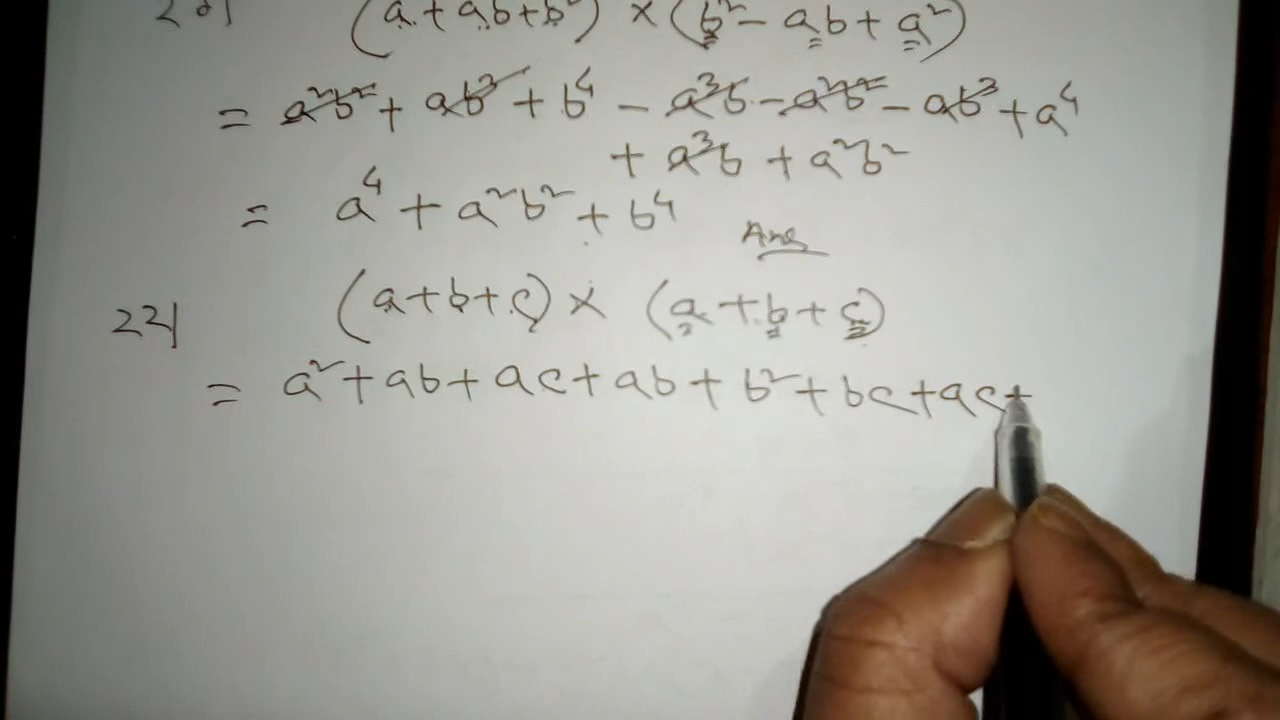 (a + ab + b²) × (b² - ab + a²)
= a²b² + ab³ + b⁴ - a³b - a²b² - ab³ + a⁴
+ a³b + a²b²
= a⁴ + a²b² + b⁴
Ans
22) (a+b+c) × (a+b+c)
= a² + ab + ac + ab + b² + bc + ac +